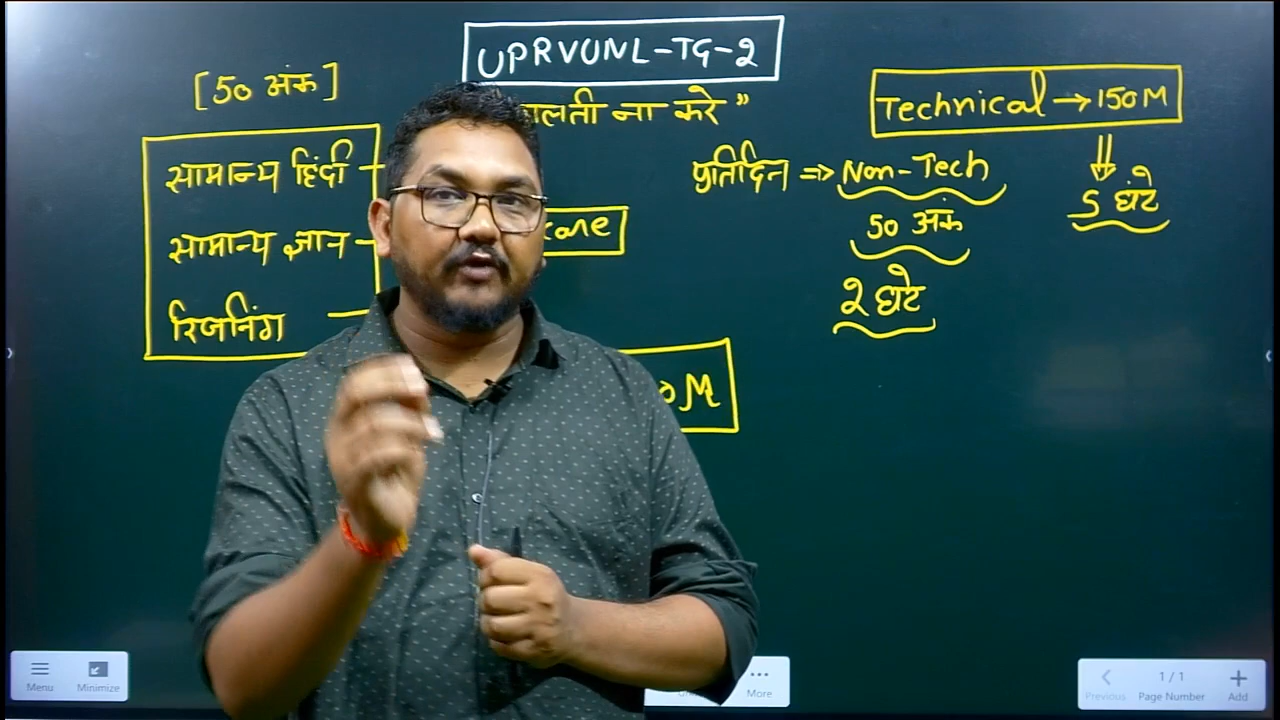 UPRVUNL-TG-2
[50 अंक]
गलती ना करे"
Technical → 150M
सामान्य हिंदी
प्रतिदिन ⇒ Non-Tech
5 घंटे
50 अंक
सामान्य ज्ञान
2 घंटे
रिजनिंग
M
Menu
Minimize
More
Previous
1/1
Page Number
Add